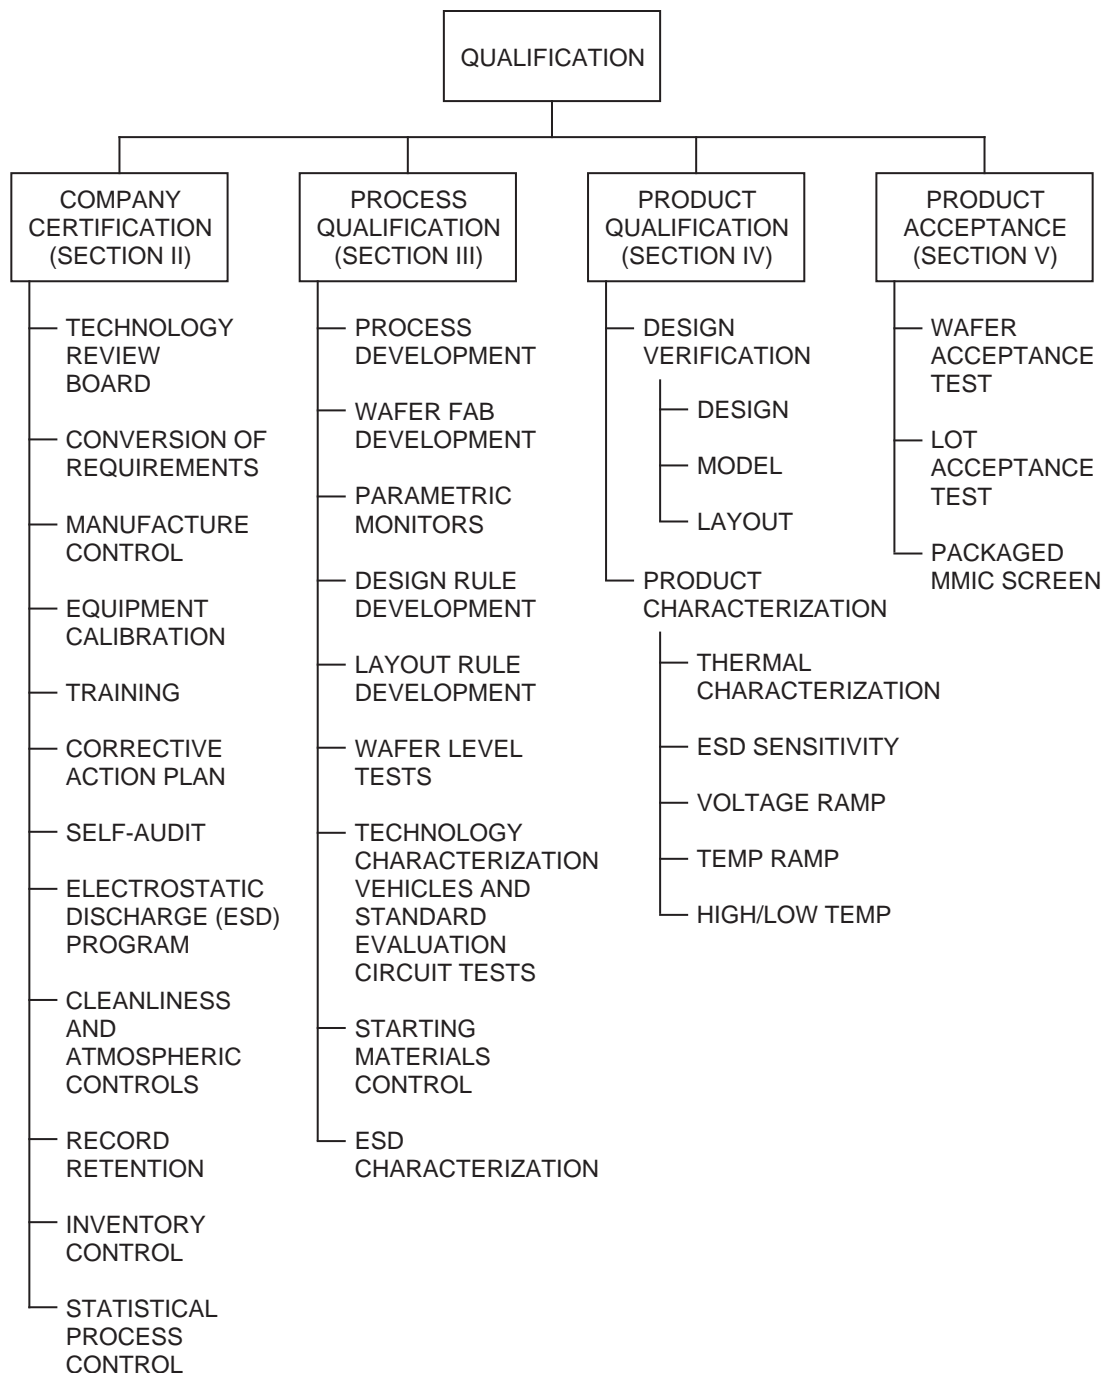 QUALIFICATION
COMPANY
CERTIFICATION
(SECTION II)
TECHNOLOGY
REVIEW
BOARD
CONVERSION OF
REQUIREMENTS
MANUFACTURE
CONTROL
EQUIPMENT
CALIBRATION
TRAINING
CORRECTIVE
ACTION PLAN
SELF-AUDIT
ELECTROSTATIC
DISCHARGE (ESD)
PROGRAM
CLEANLINESS
AND
ATMOSPHERIC
CONTROLS
RECORD
RETENTION
INVENTORY
CONTROL
STATISTICAL
PROCESS
CONTROL
PROCESS
QUALIFICATION
(SECTION III)
PROCESS
DEVELOPMENT
WAFER FAB
DEVELOPMENT
PARAMETRIC
MONITORS
DESIGN RULE
DEVELOPMENT
LAYOUT RULE
DEVELOPMENT
WAFER LEVEL
TESTS
TECHNOLOGY
CHARACTERIZATION
VEHICLES AND
STANDARD
EVALUATION
CIRCUIT TESTS
STARTING
MATERIALS
CONTROL
ESD
CHARACTERIZATION
PRODUCT
QUALIFICATION
(SECTION IV)
DESIGN
VERIFICATION
DESIGN
MODEL
LAYOUT
PRODUCT
CHARACTERIZATION
THERMAL
CHARACTERIZATION
ESD SENSITIVITY
VOLTAGE RAMP
TEMP RAMP
HIGH/LOW TEMP
PRODUCT
ACCEPTANCE
(SECTION V)
WAFER
ACCEPTANCE
TEST
LOT
ACCEPTANCE
TEST
PACKAGED
MMIC SCREEN